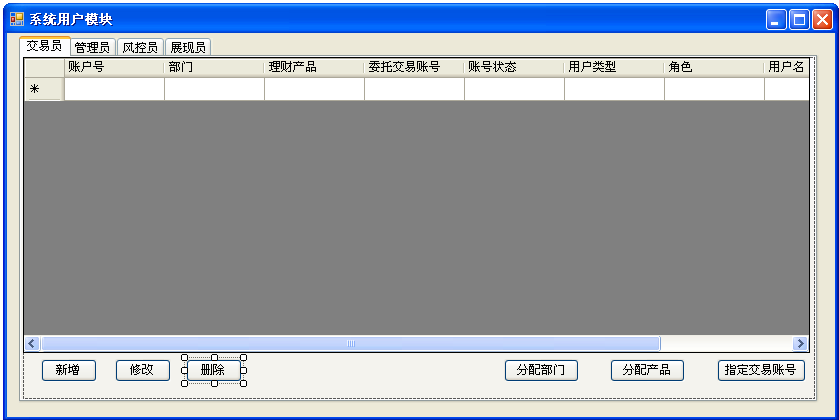 系统用户模块
交易员 管理员 风控员 展现员
账户号 部门 理财产品 委托交易账号 账号状态 用户类型 角色 用户名
新增 修改 删除 分配部门 分配产品 指定交易账号